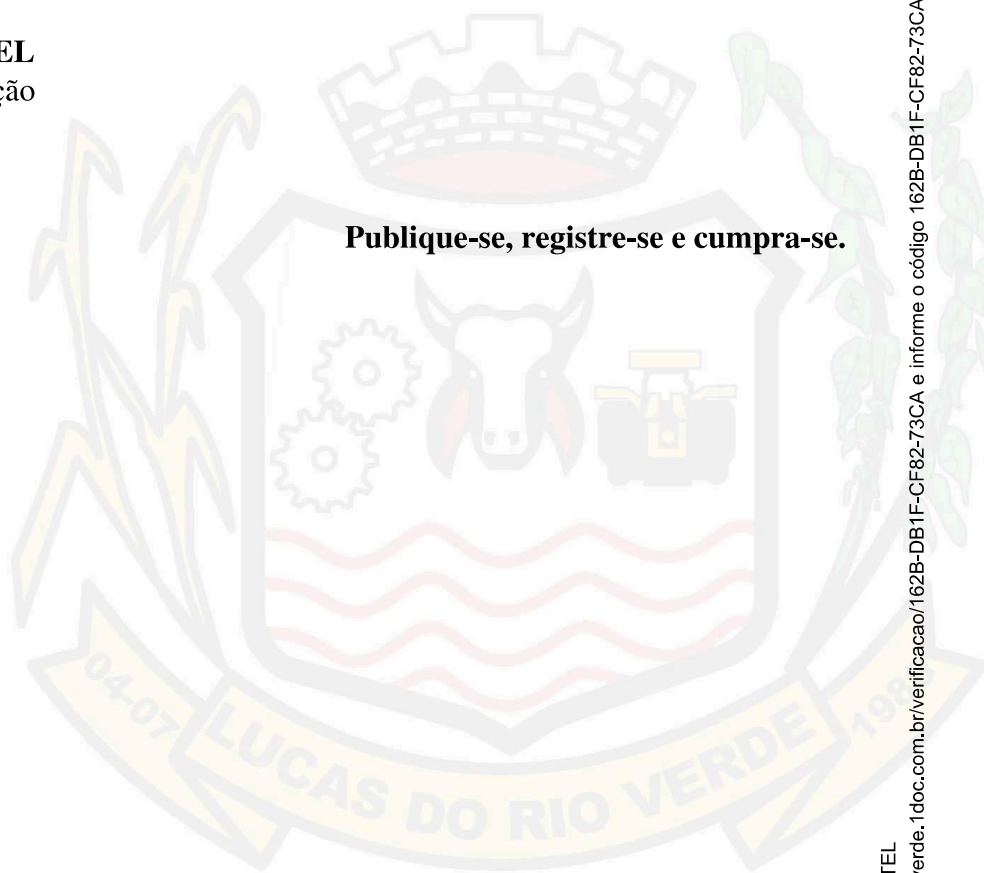 EL
ção
Publique-se, registre-se e cumpra-se.
04-07
LUCAS DO RIO VERDE
1988
TEL
erde.1doc.com.br/verificacao/162B-DB1F-CF82-73CA e informe o código 162B-DB1F-CF82-73CA